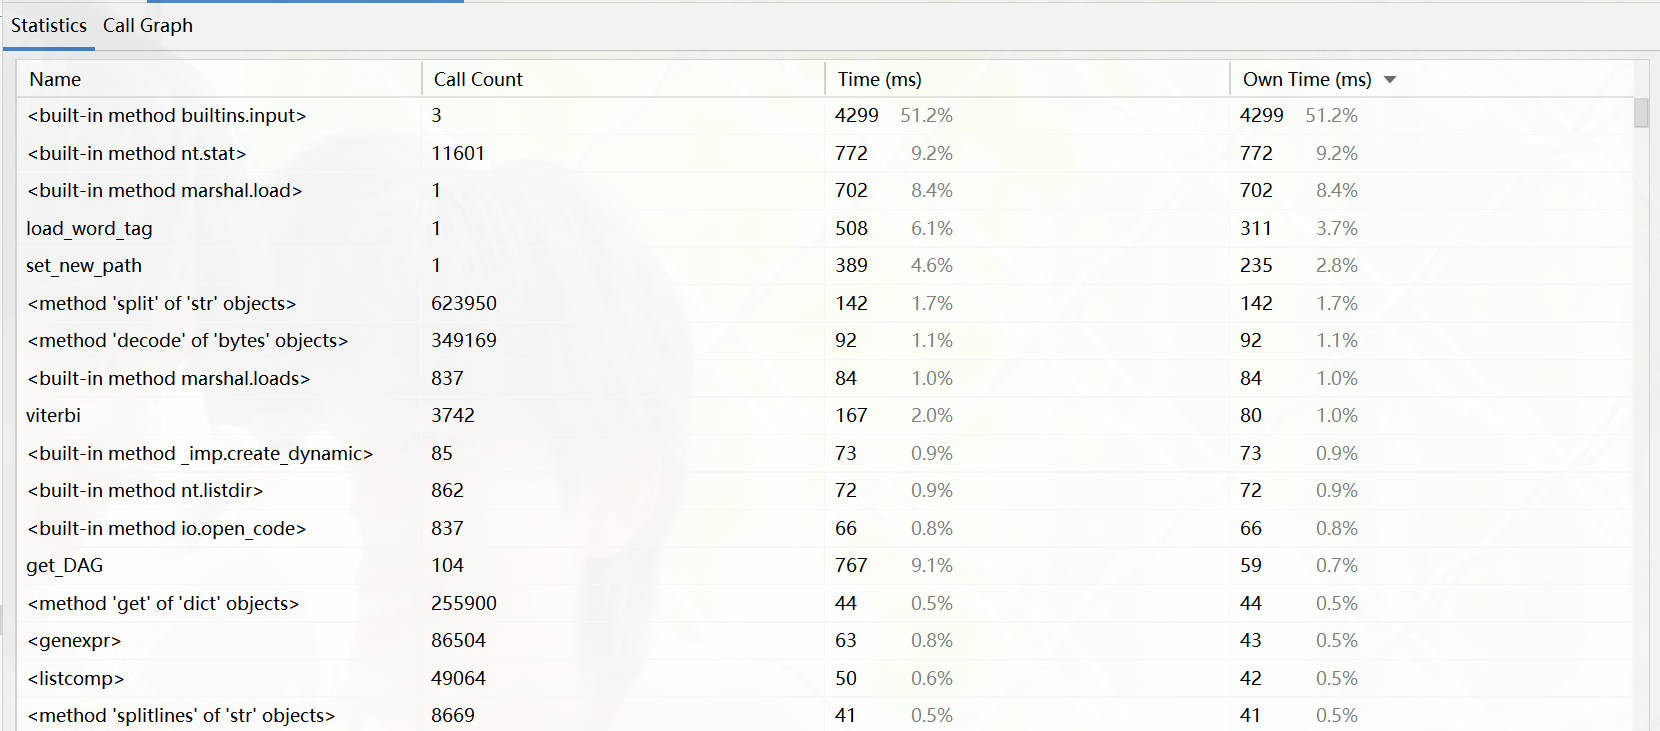 Statistics Call Graph
Name Call Count Time (ms) Own Time (ms)
<built-in method builtins.input> 3 4299 51.2% 4299 51.2%
<built-in method nt.stat> 11601 772 9.2% 772 9.2%
<built-in method marshal.load> 1 702 8.4% 702 8.4%
load_word_tag 1 508 6.1% 311 3.7%
set_new_path 1 389 4.6% 235 2.8%
<method 'split' of 'str' objects> 623950 142 1.7% 142 1.7%
<method 'decode' of 'bytes' objects> 349169 92 1.1% 92 1.1%
<built-in method marshal.loads> 837 84 1.0% 84 1.0%
viterbi 3742 167 2.0% 80 1.0%
<built-in method _imp.create_dynamic> 85 73 0.9% 73 0.9%
<built-in method nt.listdir> 862 72 0.9% 72 0.9%
<built-in method io.open_code> 837 66 0.8% 66 0.8%
get_DAG 104 767 9.1% 59 0.7%
<method 'get' of 'dict' objects> 255900 44 0.5% 44 0.5%
<genexpr> 86504 63 0.8% 43 0.5%
<listcomp> 49064 50 0.6% 42 0.5%
<method 'splitlines' of 'str' objects> 8669 41 0.5% 41 0.5%